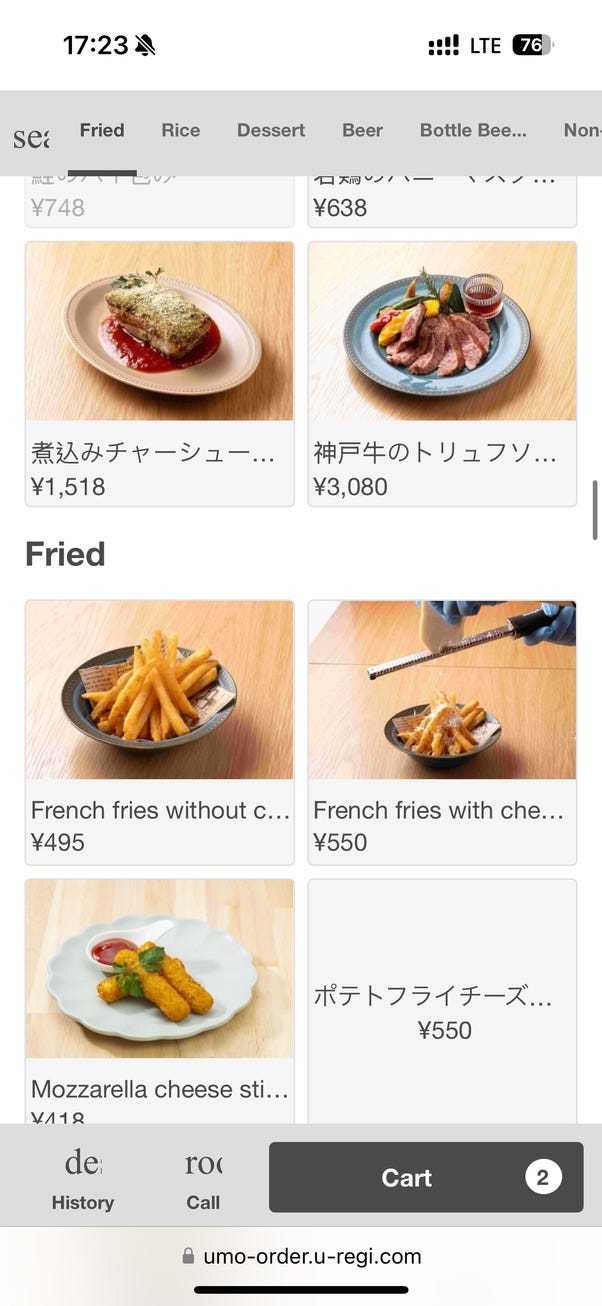 17:23
LTE 76
sea Fried Rice Dessert Beer Bottle Bee... Non-
¥748
¥638
煮込みチャーシュー...
¥1,518
神戸牛のトリュフソ...
¥3,080
Fried
French fries without c...
¥495
French fries with che...
¥550
Mozzarella cheese sti...
¥418
ポテトフライチーズ...
¥550
de
History
roo
Call
Cart 2
umo-order.u-regi.com